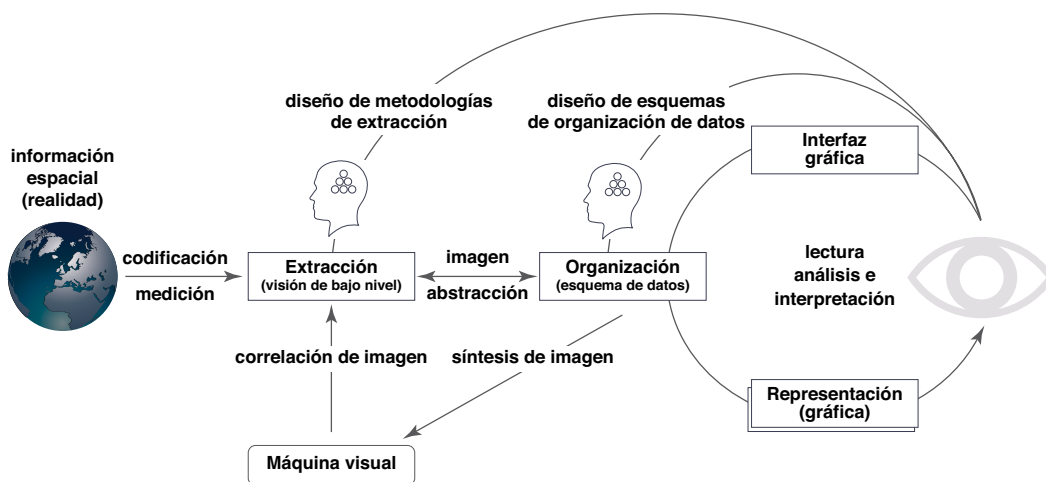 diseño de metodologías
de extracción
diseño de esquemas
de organización de datos
Interfaz
gráfica
información
espacial
(realidad)
codificación
medición
Extracción
(visión de bajo nivel)
imagen
abstracción
Organización
(esquema de datos)
lectura
análisis e
interpretación
correlación de imagen
síntesis de imagen
Representación
(gráfica)
Máquina visual